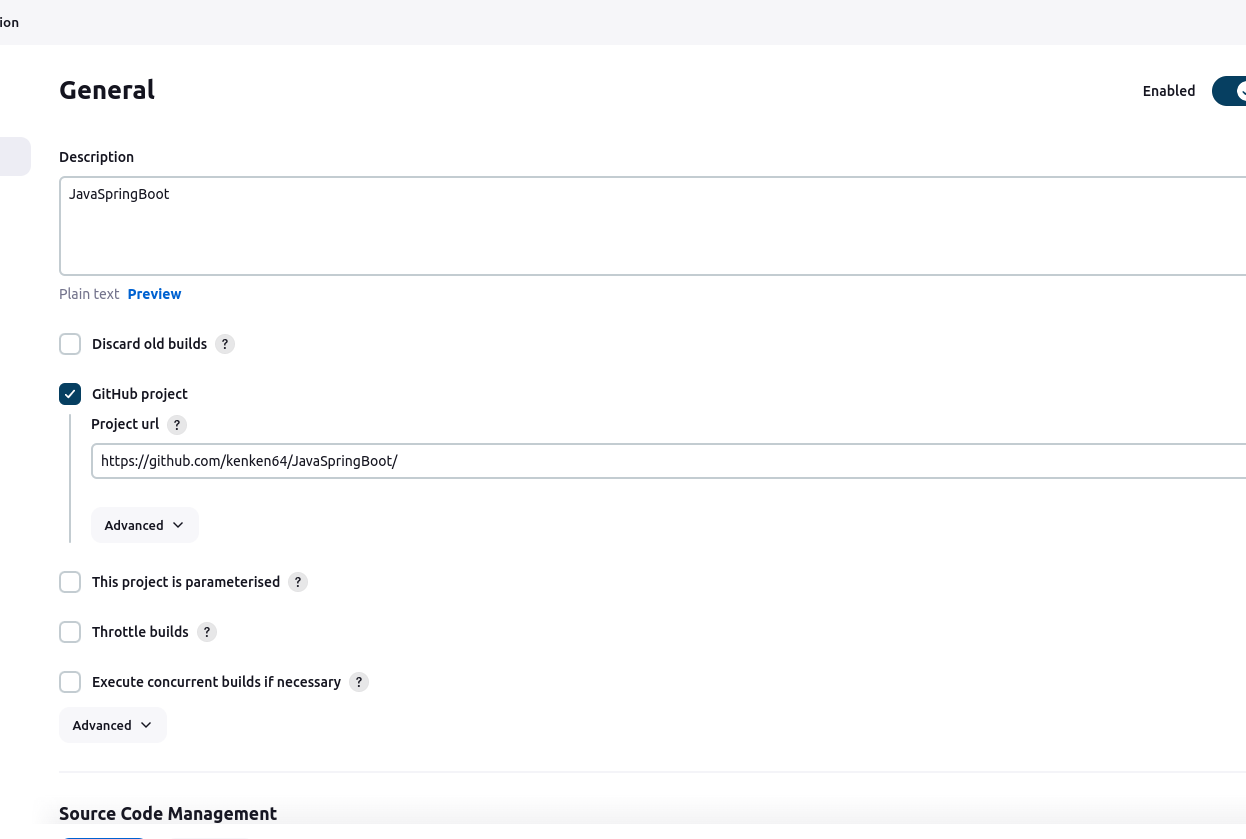 ion
General
Enabled
Description
JavaSpringBoot
Plain text Preview
Discard old builds ?
GitHub project
Project url ?
https://github.com/kenken64/JavaSpringBoot/
Advanced
This project is parameterised ?
Throttle builds ?
Execute concurrent builds if necessary ?
Advanced
Source Code Management